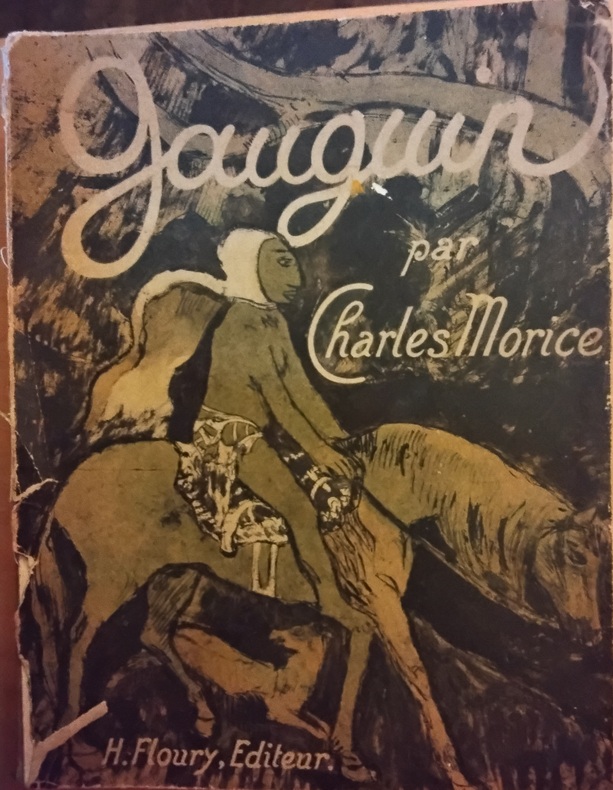 Gauguin
par
Charles Morice
H. Floury, Editeur.